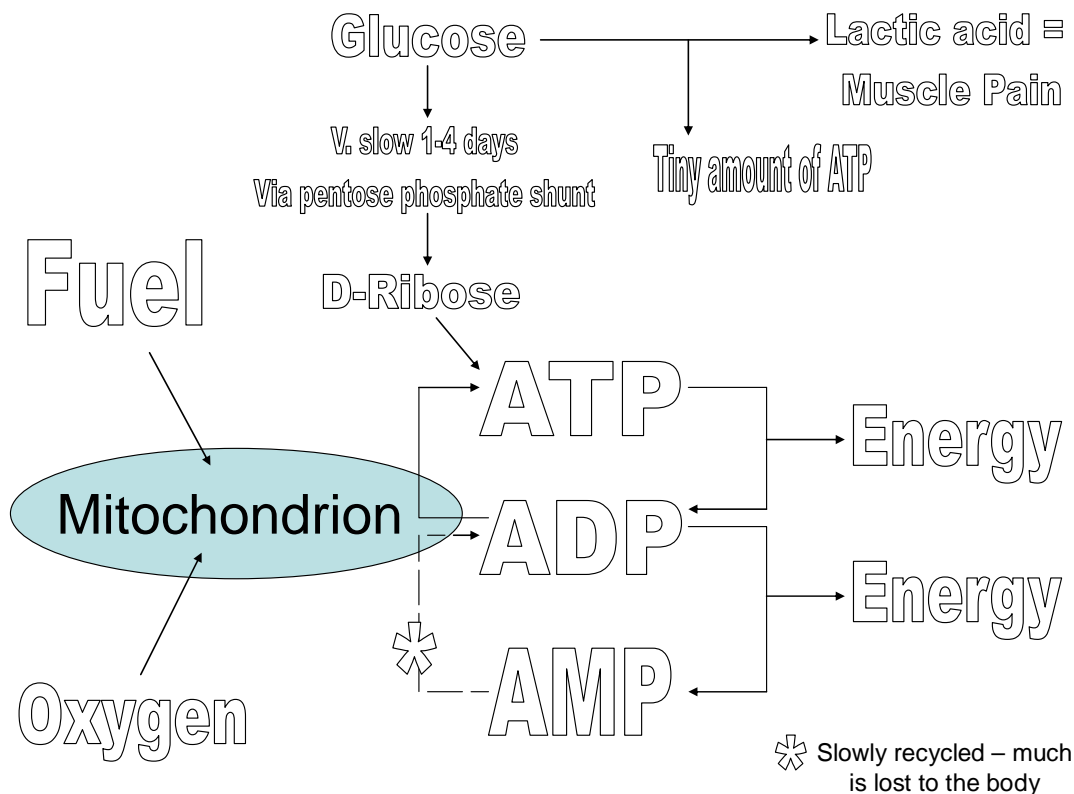 Glucose
Lactic acid =
Muscle Pain
V. slow 1-4 days
Tiny amount of ATP
Via pentose phosphate shunt
Fuel
D-Ribose
ATP
Energy
Mitochondrion
ADP
Energy
*
AMP
Oxygen
* Slowly recycled – much
is lost to the body